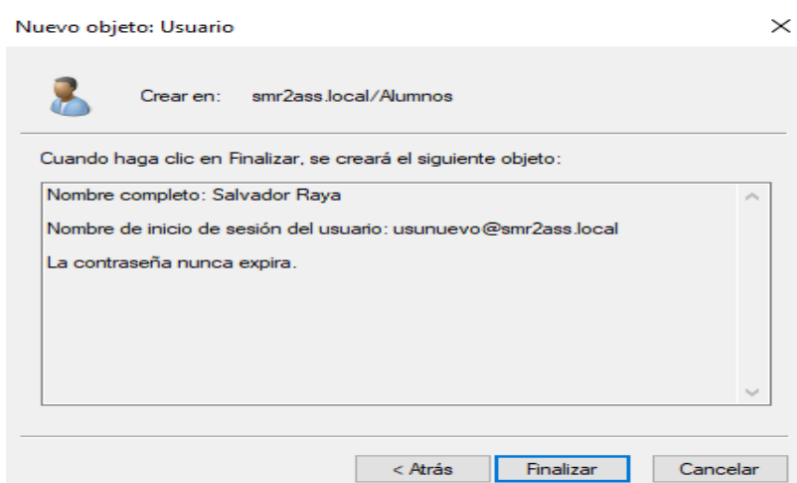 Nuevo objeto: Usuario
Crear en: smr2ass.local/Alumnos
Cuando haga clic en Finalizar, se creará el siguiente objeto:
Nombre completo: Salvador Raya
Nombre de inicio de sesión del usuario: usunuevo@smr2ass.local
La contraseña nunca expira.
< Atrás Finalizar Cancelar